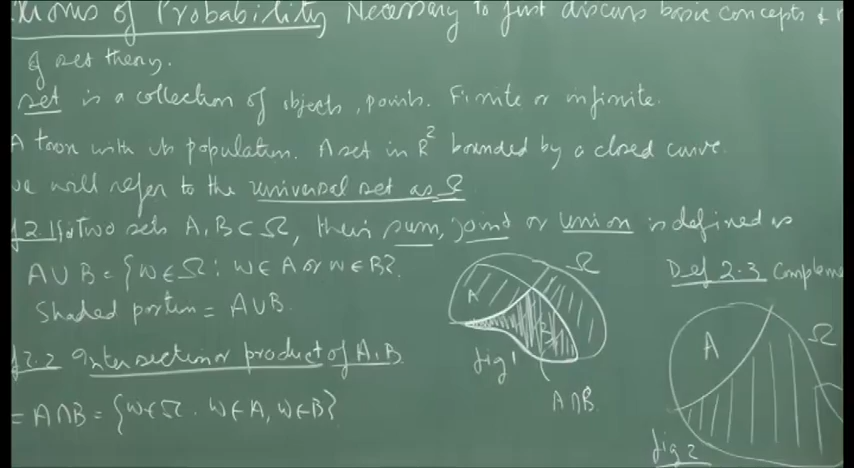 of Probability Necessary to first discuss basic concepts &
of set theory.
set is a collection of objects, points. Finite or infinite.
A town with its population. A set in R² bounded by a closed curve.
we will refer to the universal set as Ω
2.1 two sets A, B ⊂ Ω, their sum, joind or union is defined as
A ∪ B = {w ∈ Ω : w ∈ A or w ∈ B}.
Shaded portion = A ∪ B.
2.2 Intersection or product of A, B.
= A ∩ B = {w ∈ Ω . w ∈ A, w ∈ B}
A
B
Ω
fig 1
A ∩ B
Def 2.3 Compleme
A
Ω
fig 2